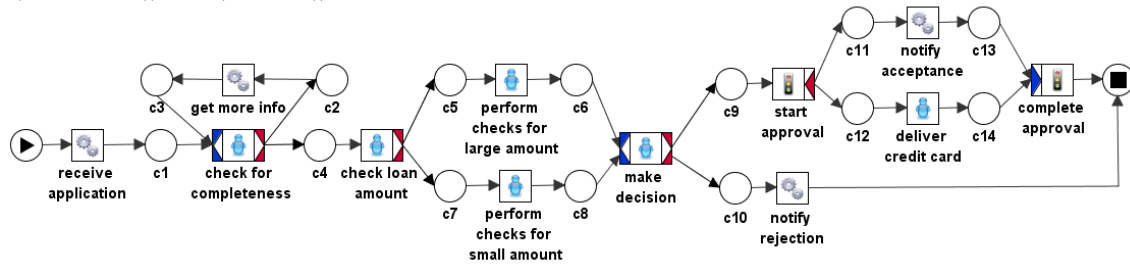 c11
notify
acceptance
c13
c3
get more info
c2
c5
perform
checks for
large amount
c6
c9
start
approval
c12
deliver
credit card
c14
complete
approval
receive
application
c1
check for
completeness
c4
check loan
amount
make
decision
c7
perform
checks for
small amount
c8
c10
notify
rejection